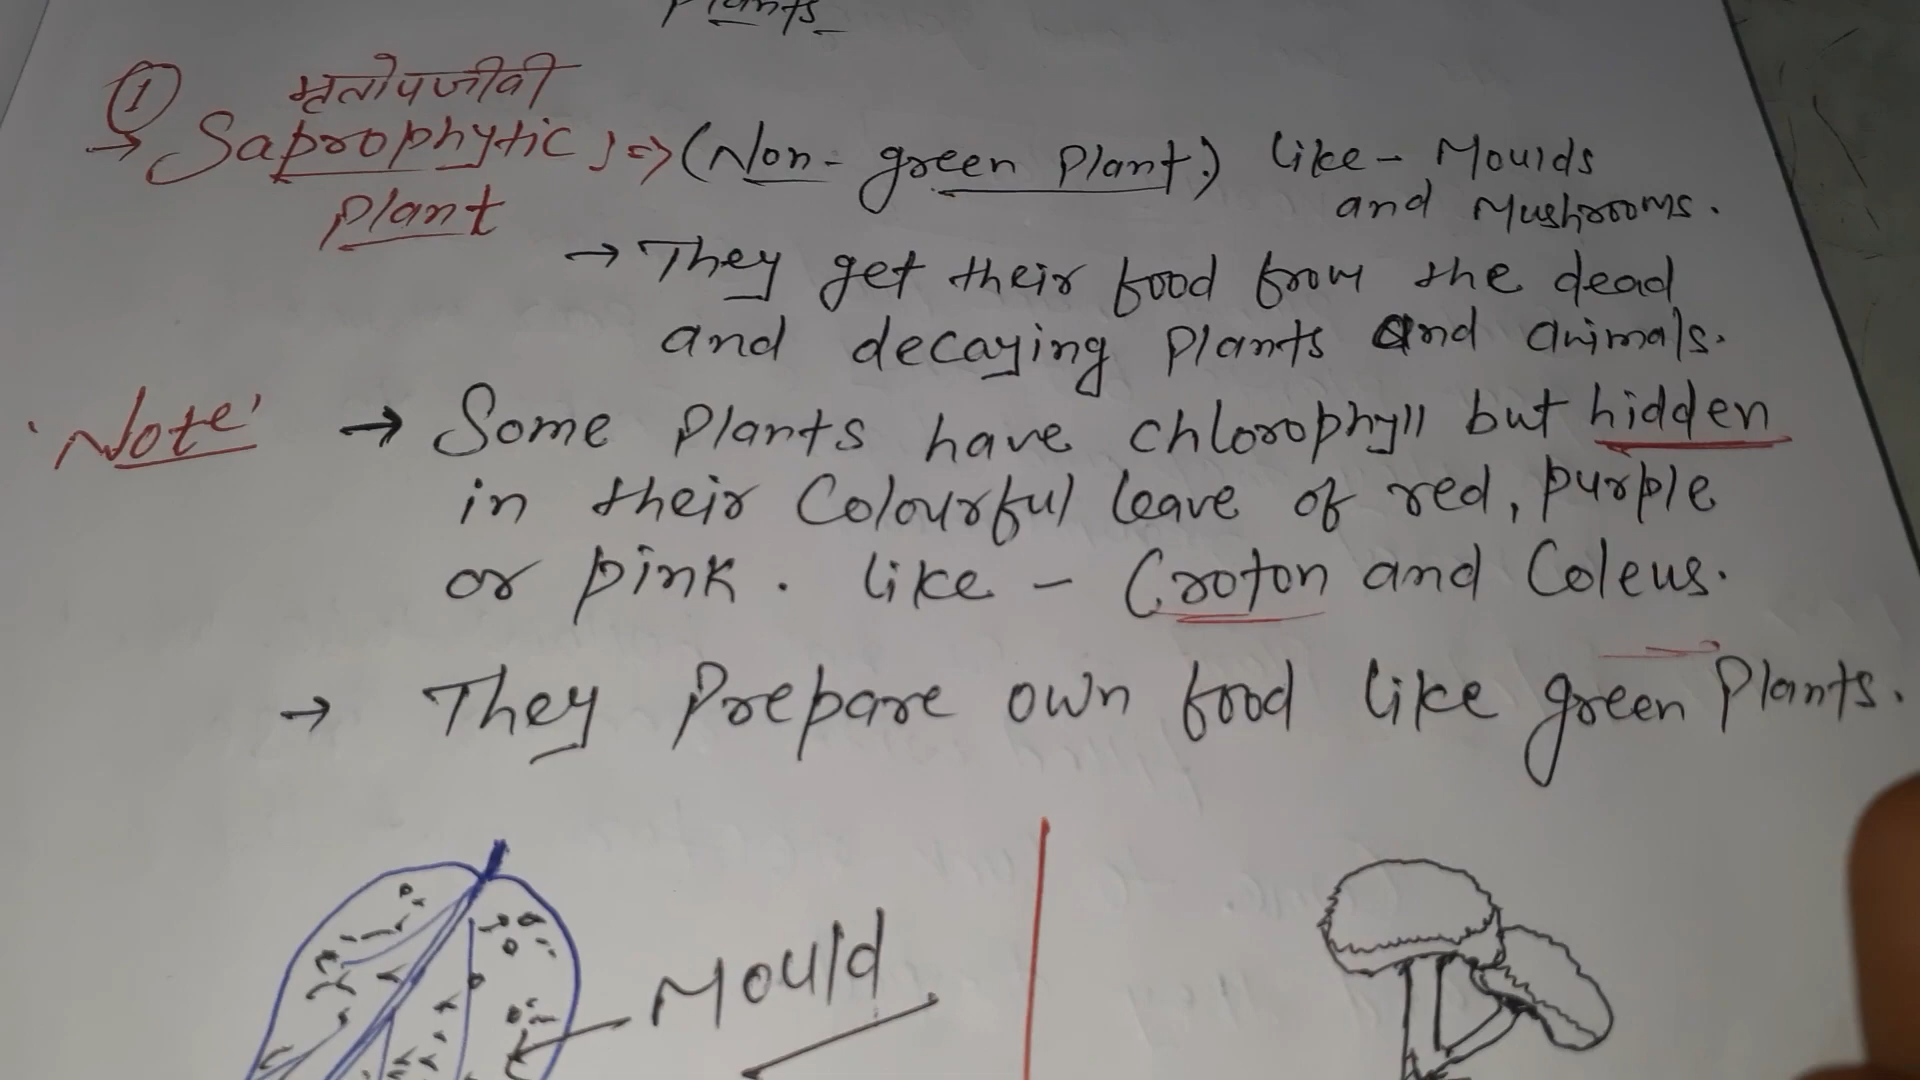 Plants
① मृतोपजीवी
→ Saprophytic ⇒ (Non-green Plant.) like - Moulds
Plant and Mushrooms.
→ They get their food from the dead
and decaying Plants and animals.
'Note' → Some Plants have chlorophyll but hidden
in their Colourful leave of red, purple
or pink. like - Croton and Coleus.
→ They Prepare own food like green Plants.
Mould